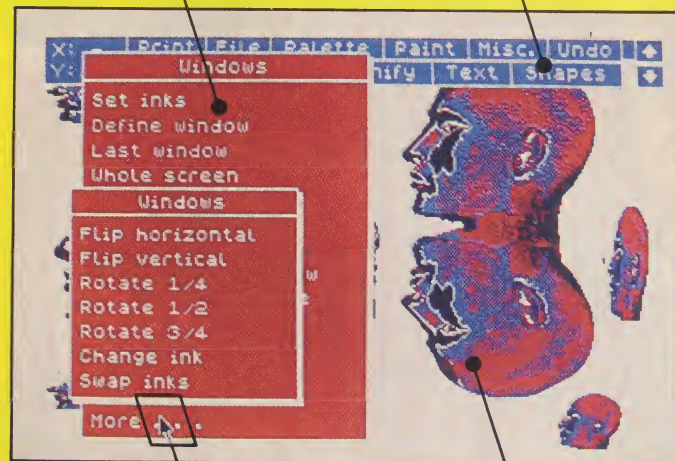 X: Print File Palette Paint Misc. Undo
Y: nify Text Shapes
Windows
Set inks
Define window
Last window
Whole screen
Windows
Flip horizontal
Flip vertical
Rotate 1/4
Rotate 1/2
Rotate 3/4
Change ink
Swap inks
More . . .